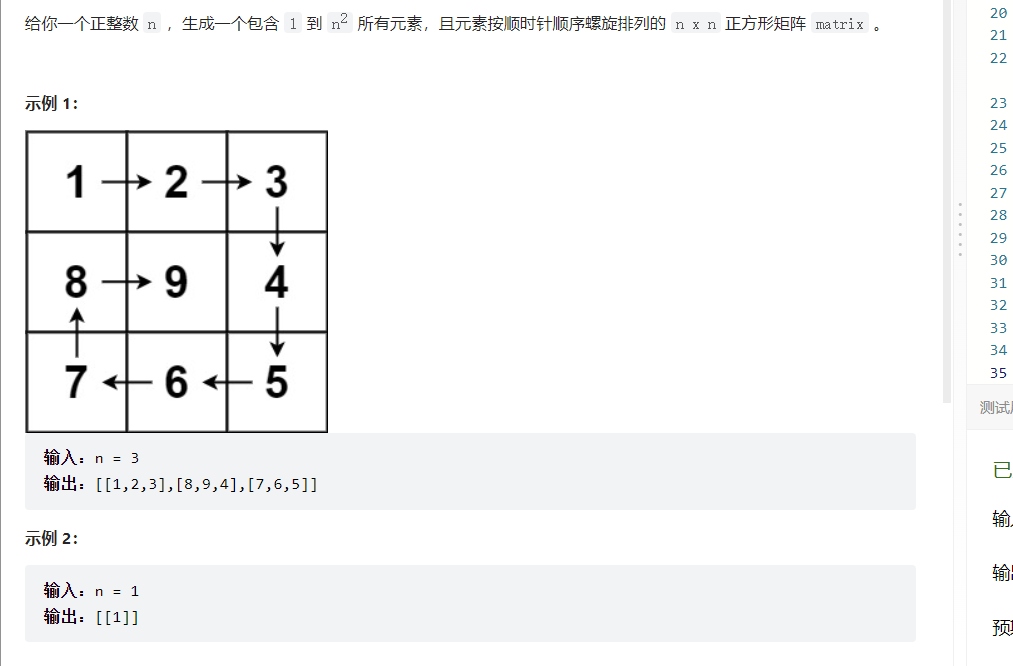 给你一个正整数 n ，生成一个包含 1 到 n² 所有元素，且元素按顺时针顺序螺旋排列的 n x n 正方形矩阵 matrix 。
示例 1：
1 2 3
8 9 4
7 6 5
输入：n = 3
输出：[[1,2,3],[8,9,4],[7,6,5]]
示例 2：
输入：n = 1
输出：[[1]]
20
21
22
23
24
25
26
27
28
29
30
31
32
33
34
35
测试
已
输
输
预